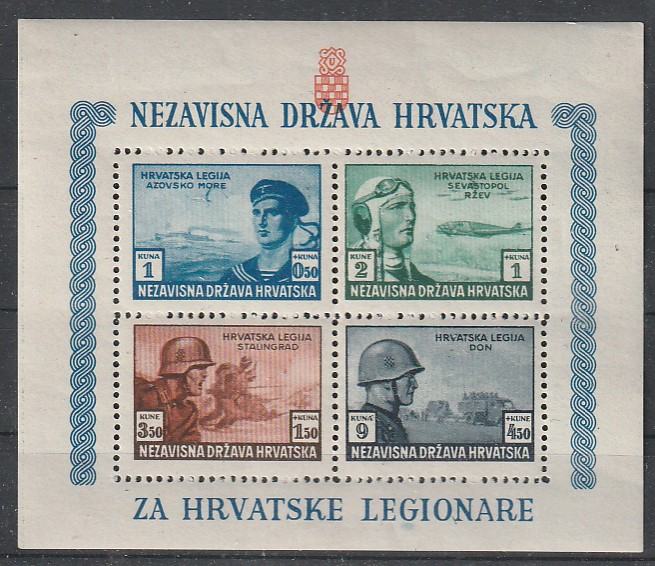 NEZAVISNA DRŽAVA HRVATSKA
HRVATSKA LEGIJA
AZOVSKO MORE
KUNA
1
+KUNA
0.50
NEZAVISNA DRŽAVA HRVATSKA
HRVATSKA LEGIJA
SEVASTOPOL
RŽEV
KUNE
2
+KUNA
1
NEZAVISNA DRŽAVA HRVATSKA
HRVATSKA LEGIJA
STALINGRAD
KUNE
3.50
+KUNA
1.50
NEZAVISNA DRŽAVA HRVATSKA
HRVATSKA LEGIJA
DON
KUNA
9
+KUNE
4.50
NEZAVISNA DRŽAVA HRVATSKA
ZA HRVATSKE LEGIONARE